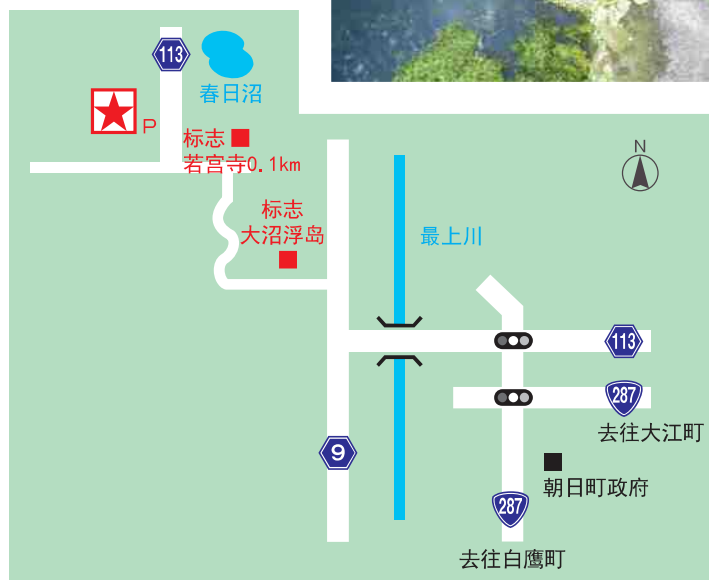 113
春日沼
P
标志
若宫寺0.1km
标志
大沼浮岛
N
最上川
113
287
去往大江町
9
朝日町政府
287
去往白鹰町